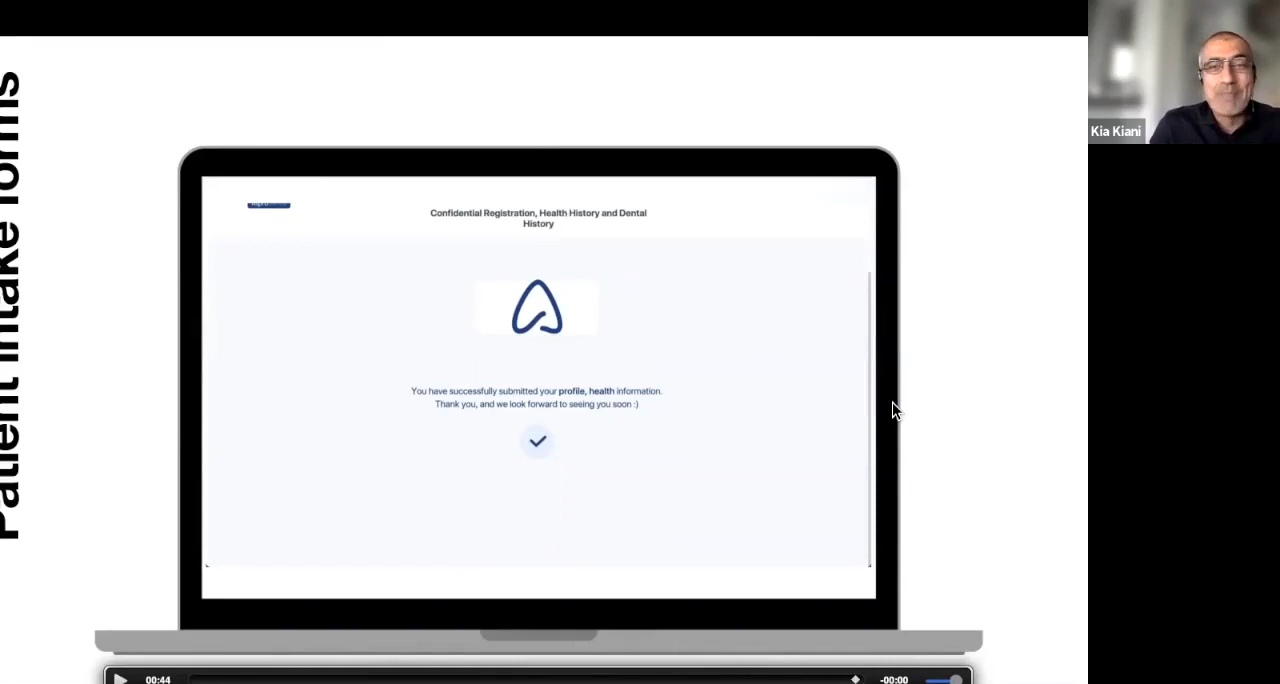 Patient intake forms
Kia Kiani
Confidential Registration, Health History and Dental
History
You have successfully submitted your profile, health information.
Thank you, and we look forward to seeing you soon :)
00:44
-00:00